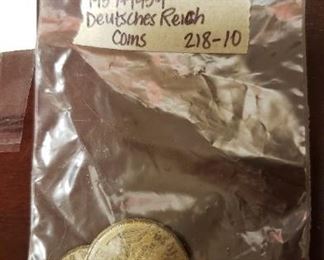 Deutsches Reich
Coins 218-10